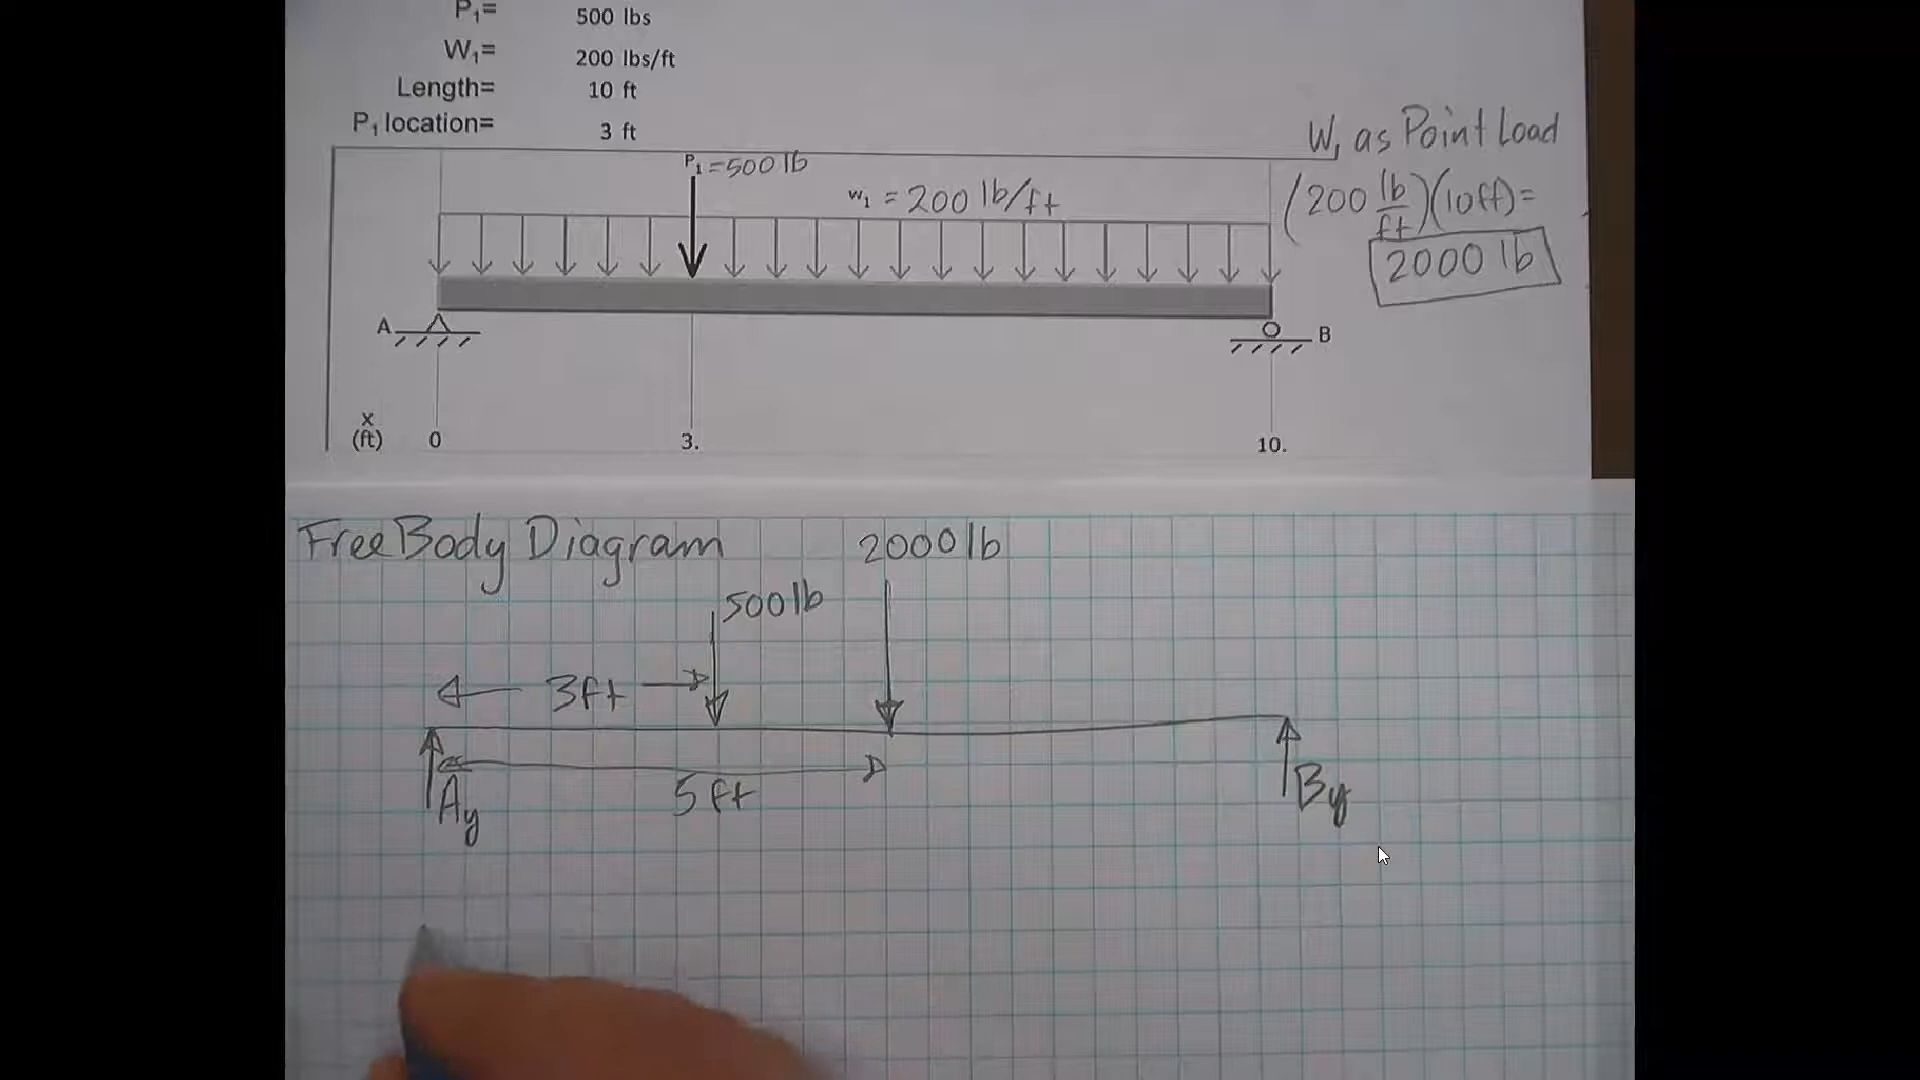 P₁= 500 lbs
W₁= 200 lbs/ft
Length= 10 ft
P₁ location= 3 ft
W₁ as Point Load
P₁ = 500 lb
w₁ = 200 lb/ft
(200 lb/ft)(10ft)=
2000 lb
A
B
x
(ft) 0 3. 10.
Free Body Diagram
2000 lb
500 lb
3ft
5 ft
Ay
By